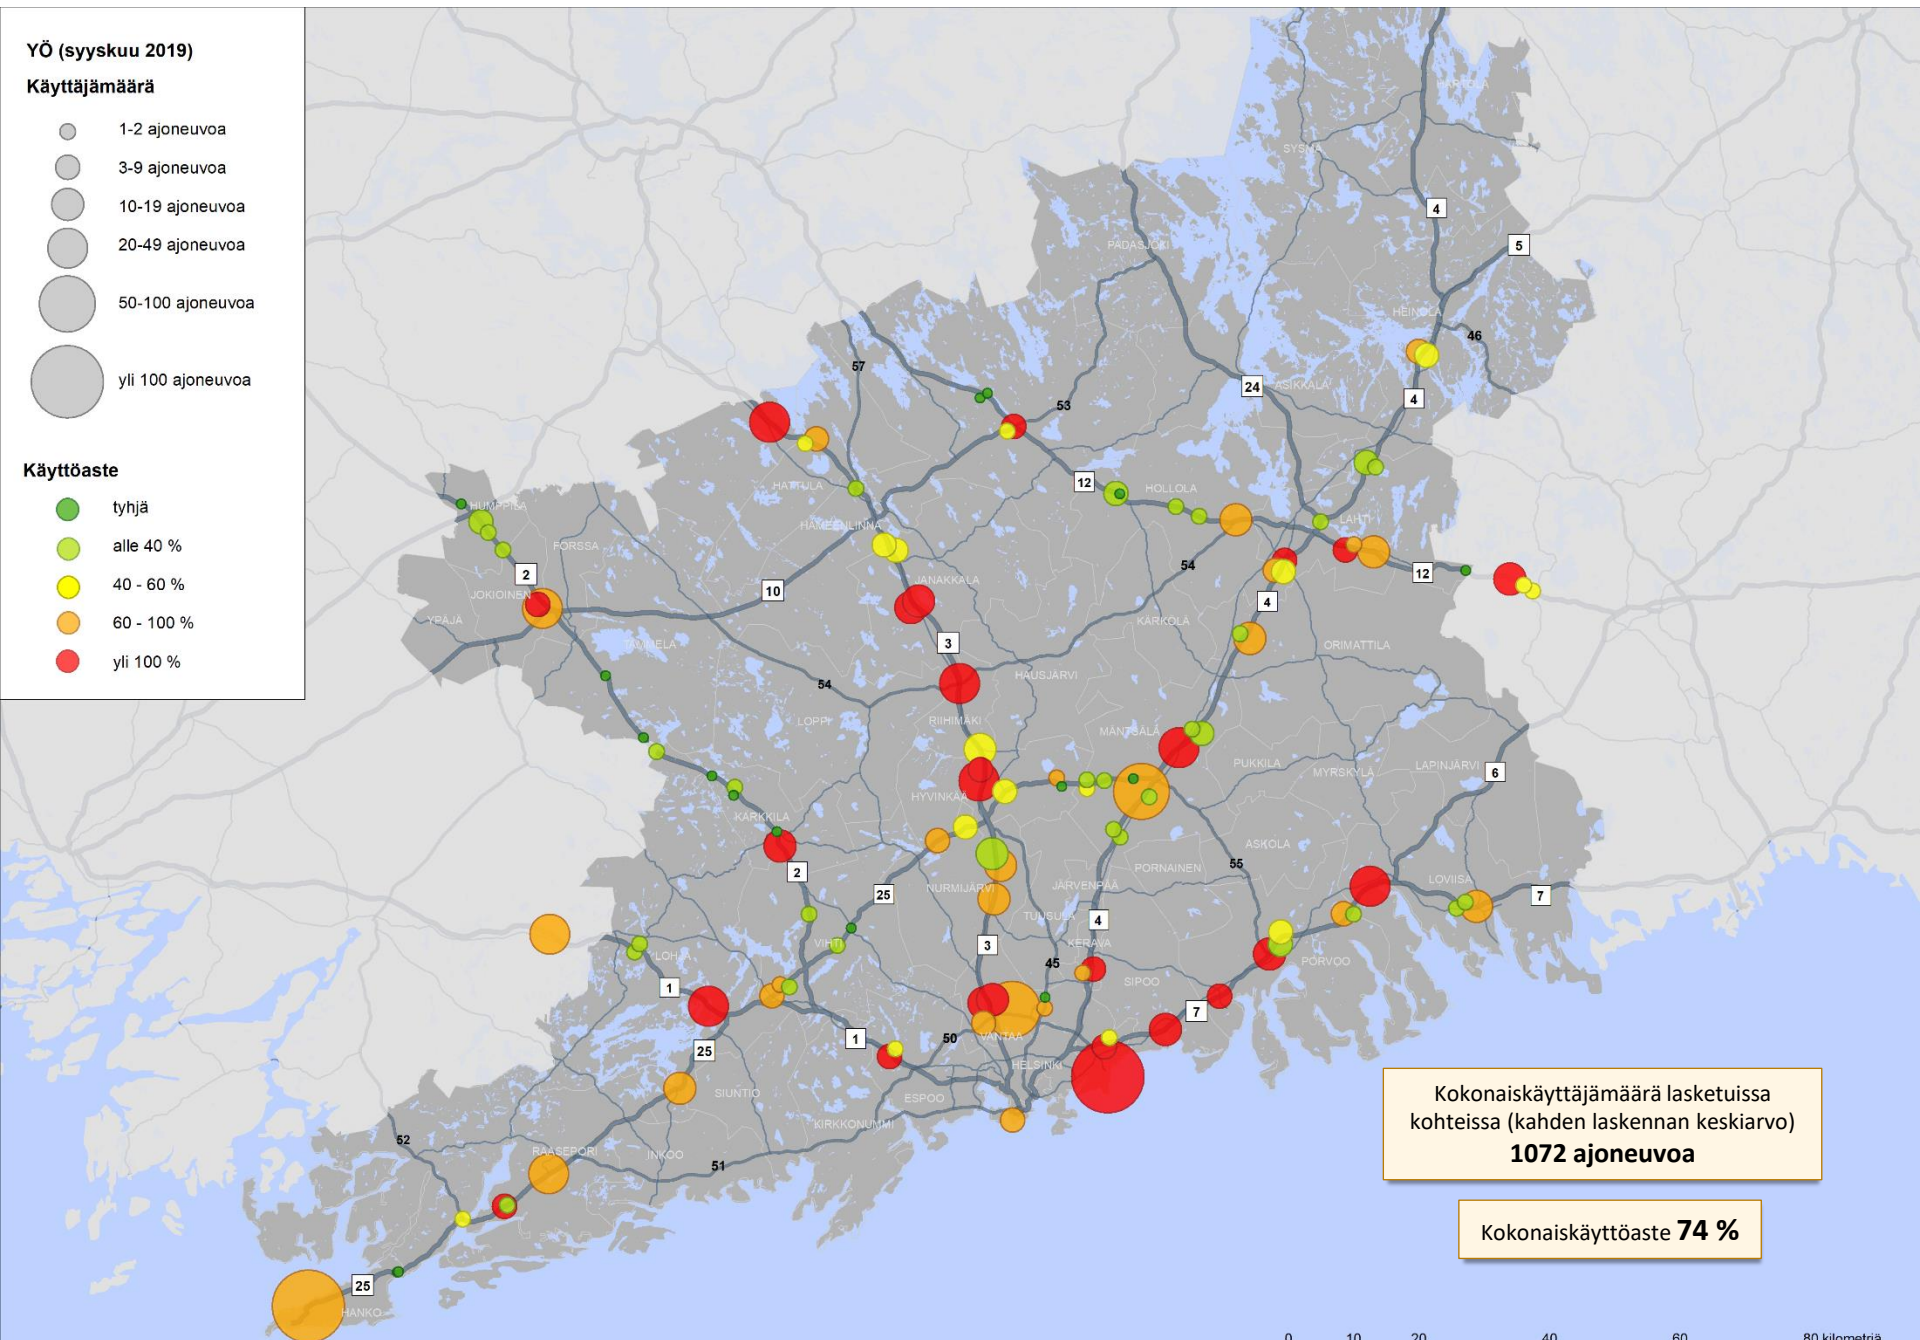 YÖ (syyskuu 2019)
Käyttäjämäärä
1-2 ajoneuvoa
3-9 ajoneuvoa
10-19 ajoneuvoa
20-49 ajoneuvoa
50-100 ajoneuvoa
yli 100 ajoneuvoa
Käyttöaste
tyhjä
alle 40 %
40 - 60 %
60 - 100 %
yli 100 %
SYSMÄ
4
PADASJOKI
5
HEINOLA
46
57
24
ASIKKALA
4
53
12
HOLLOLA
HATTULA
HUMPPILA
HÄMEENLINNA
LAHTI
FORSSA
2
JOKIOINEN
JANAKKALA
54
12
10
4
YPÄJÄ
KÄRKÖLÄ
TAMMELA
3
ORIMATTILA
HAUSJÄRVI
54
LOPPI
RIIHIMÄKI
MÄNTSÄLÄ
PUKKILA
MYRSKYLÄ
LAPINJÄRVI
6
HYVINKÄÄ
KARKKILA
ASKOLA
55
PORNAINEN
2
25
NURMIJÄRVI
JÄRVENPÄÄ
LOVIISA
7
TUUSULA
4
VIHTI
3
KERAVA
LOHJA
45
PORVOO
1
SIPOO
7
1
50
VANTAA
25
HELSINKI
SIUNTIO
ESPOO
KIRKKONUMMI
52
RAASEPORI
INKOO
51
25
HANKO
Kokonaiskäyttäjämäärä lasketuissa
kohteissa (kahden laskennan keskiarvo)
1072 ajoneuvoa
Kokonaiskäyttöaste 74 %
0 10 20 40 60 80 kilometriä